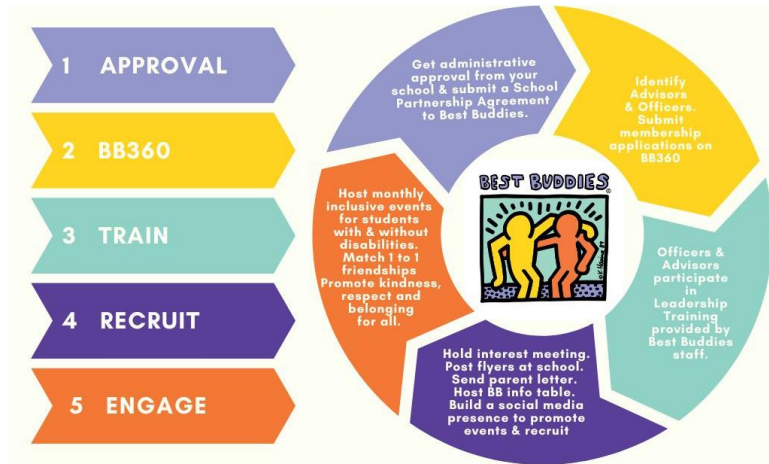 1 APPROVAL
2 BB360
3 TRAIN
4 RECRUIT
5 ENGAGE
Get administrative
approval from your
school & submit a School
Partnership Agreement
to Best Buddies.
Identify
Advisors
& Officers.
Submit
membership
applications on
BB360
Officers &
Advisors
participate
in
Leadership
Training
provided by
Best Buddies
staff.
Hold interest meeting.
Post flyers at school.
Send parent letter.
Host BB info table.
Build a social media
presence to promote
events & recruit
Host monthly
inclusive events
for students
with & without
disabilities.
Match 1 to 1
friendships
Promote kindness,
respect and
belonging
for all.
BEST BUDDIES®